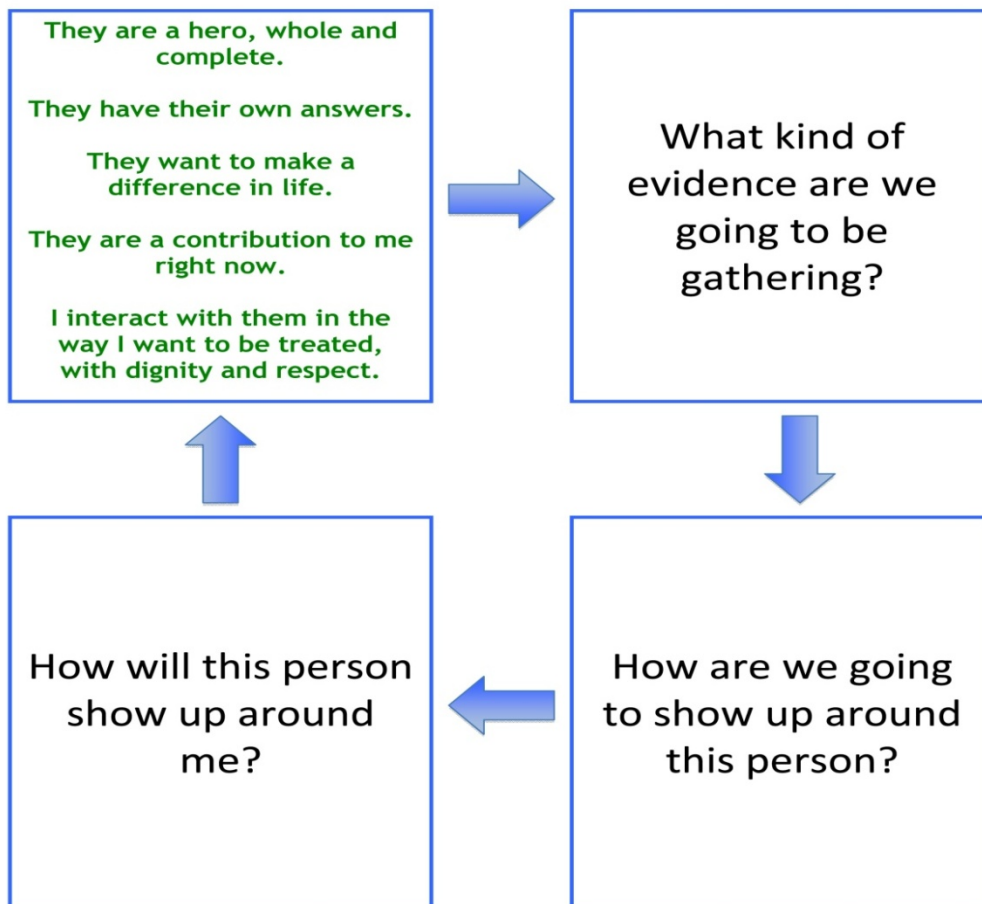 They are a hero, whole and
complete.
They have their own answers.
They want to make a
difference in life.
They are a contribution to me
right now.
I interact with them in the
way I want to be treated,
with dignity and respect.
What kind of
evidence are we
going to be
gathering?
How are we going
to show up around
this person?
How will this person
show up around
me?